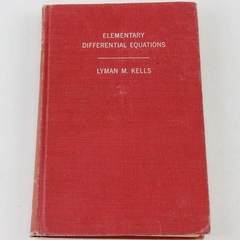 ELEMENTARY
DIFFERENTIAL EQUATIONS
LYMAN M. KELLS